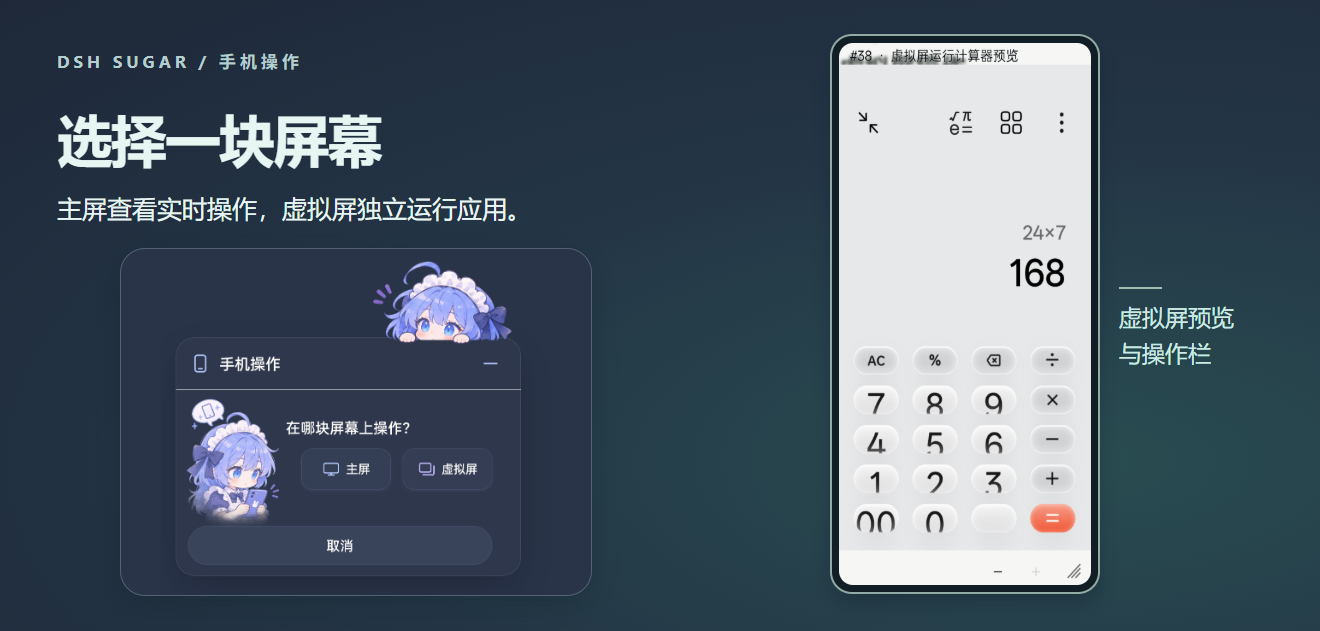 DSH SUGAR / 手机操作
选择一块屏幕
主屏查看实时操作，虚拟屏独立运行应用。
手机操作
在哪块屏幕上操作？
主屏
虚拟屏
取消
#38 · 虚拟屏运行计算器预览
√ π
e =
24×7
168
AC % ÷
7 8 9 ×
4 5 6 −
1 2 3 +
00 0 =
− +
虚拟屏预览
与操作栏